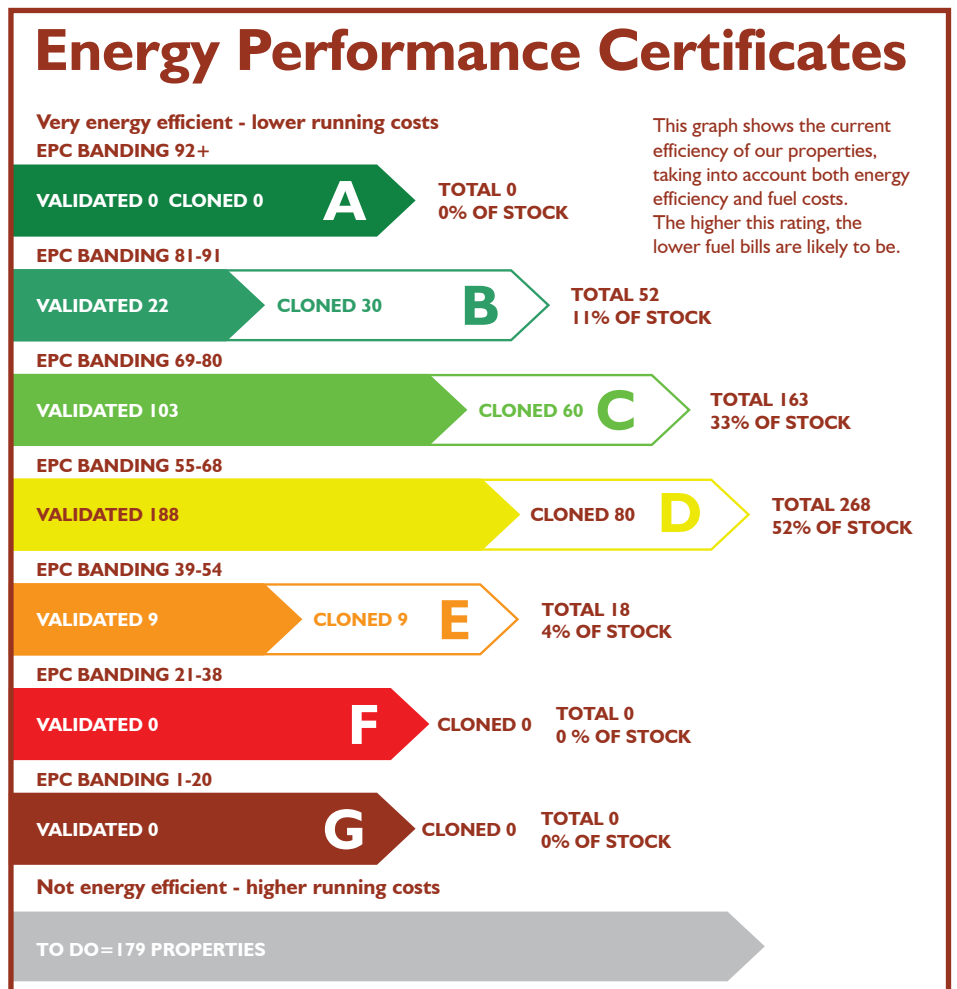 Energy Performance Certificates
Very energy efficient - lower running costs
This graph shows the current
efficiency of our properties,
taking into account both energy
efficiency and fuel costs.
The higher this rating, the
lower fuel bills are likely to be.
EPC BANDING 92+
VALIDATED 0 CLONED 0 A
TOTAL 0
0% OF STOCK
EPC BANDING 81-91
VALIDATED 22 CLONED 30 B
TOTAL 52
11% OF STOCK
EPC BANDING 69-80
VALIDATED 103 CLONED 60 C
TOTAL 163
33% OF STOCK
EPC BANDING 55-68
VALIDATED 188 CLONED 80 D
TOTAL 268
52% OF STOCK
EPC BANDING 39-54
VALIDATED 9 CLONED 9 E
TOTAL 18
4% OF STOCK
EPC BANDING 21-38
VALIDATED 0 F CLONED 0
TOTAL 0
0 % OF STOCK
EPC BANDING 1-20
VALIDATED 0 G CLONED 0
TOTAL 0
0% OF STOCK
Not energy efficient - higher running costs
TO DO=179 PROPERTIES